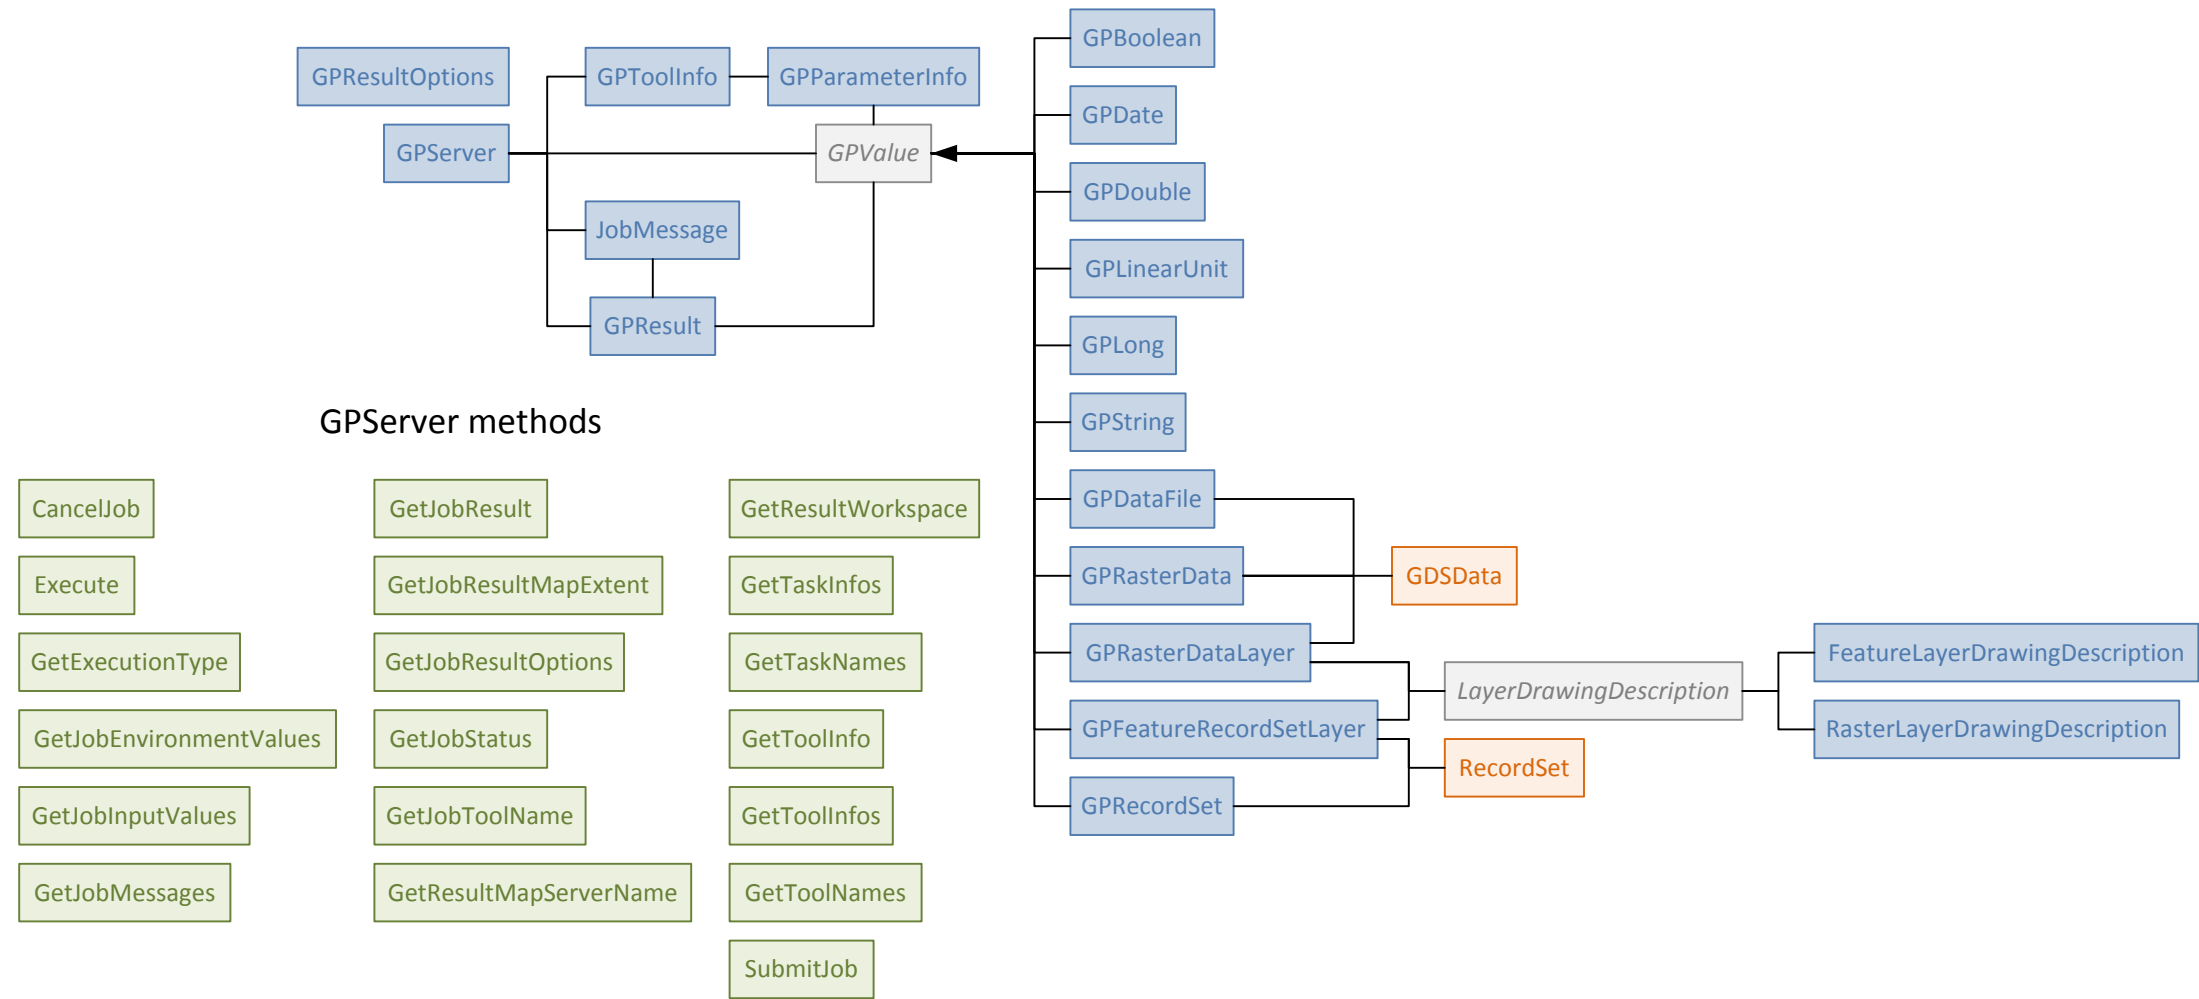 GPResultOptions
GPToolInfo
GPParameterInfo
GPServer
GPValue
JobMessage
GPResult
GPBoolean
GPDate
GPDouble
GPLinearUnit
GPLong
GPString
GPDataFile
GPRasterData
GPRasterDataLayer
GPFeatureRecordSetLayer
GPRecordSet
GDSData
LayerDrawingDescription
RecordSet
FeatureLayerDrawingDescription
RasterLayerDrawingDescription
GPServer methods
CancelJob
Execute
GetExecutionType
GetJobEnvironmentValues
GetJobInputValues
GetJobMessages
GetJobResult
GetJobResultMapExtent
GetJobResultOptions
GetJobStatus
GetJobToolName
GetResultMapServerName
GetResultWorkspace
GetTaskInfos
GetTaskNames
GetToolInfo
GetToolInfos
GetToolNames
SubmitJob